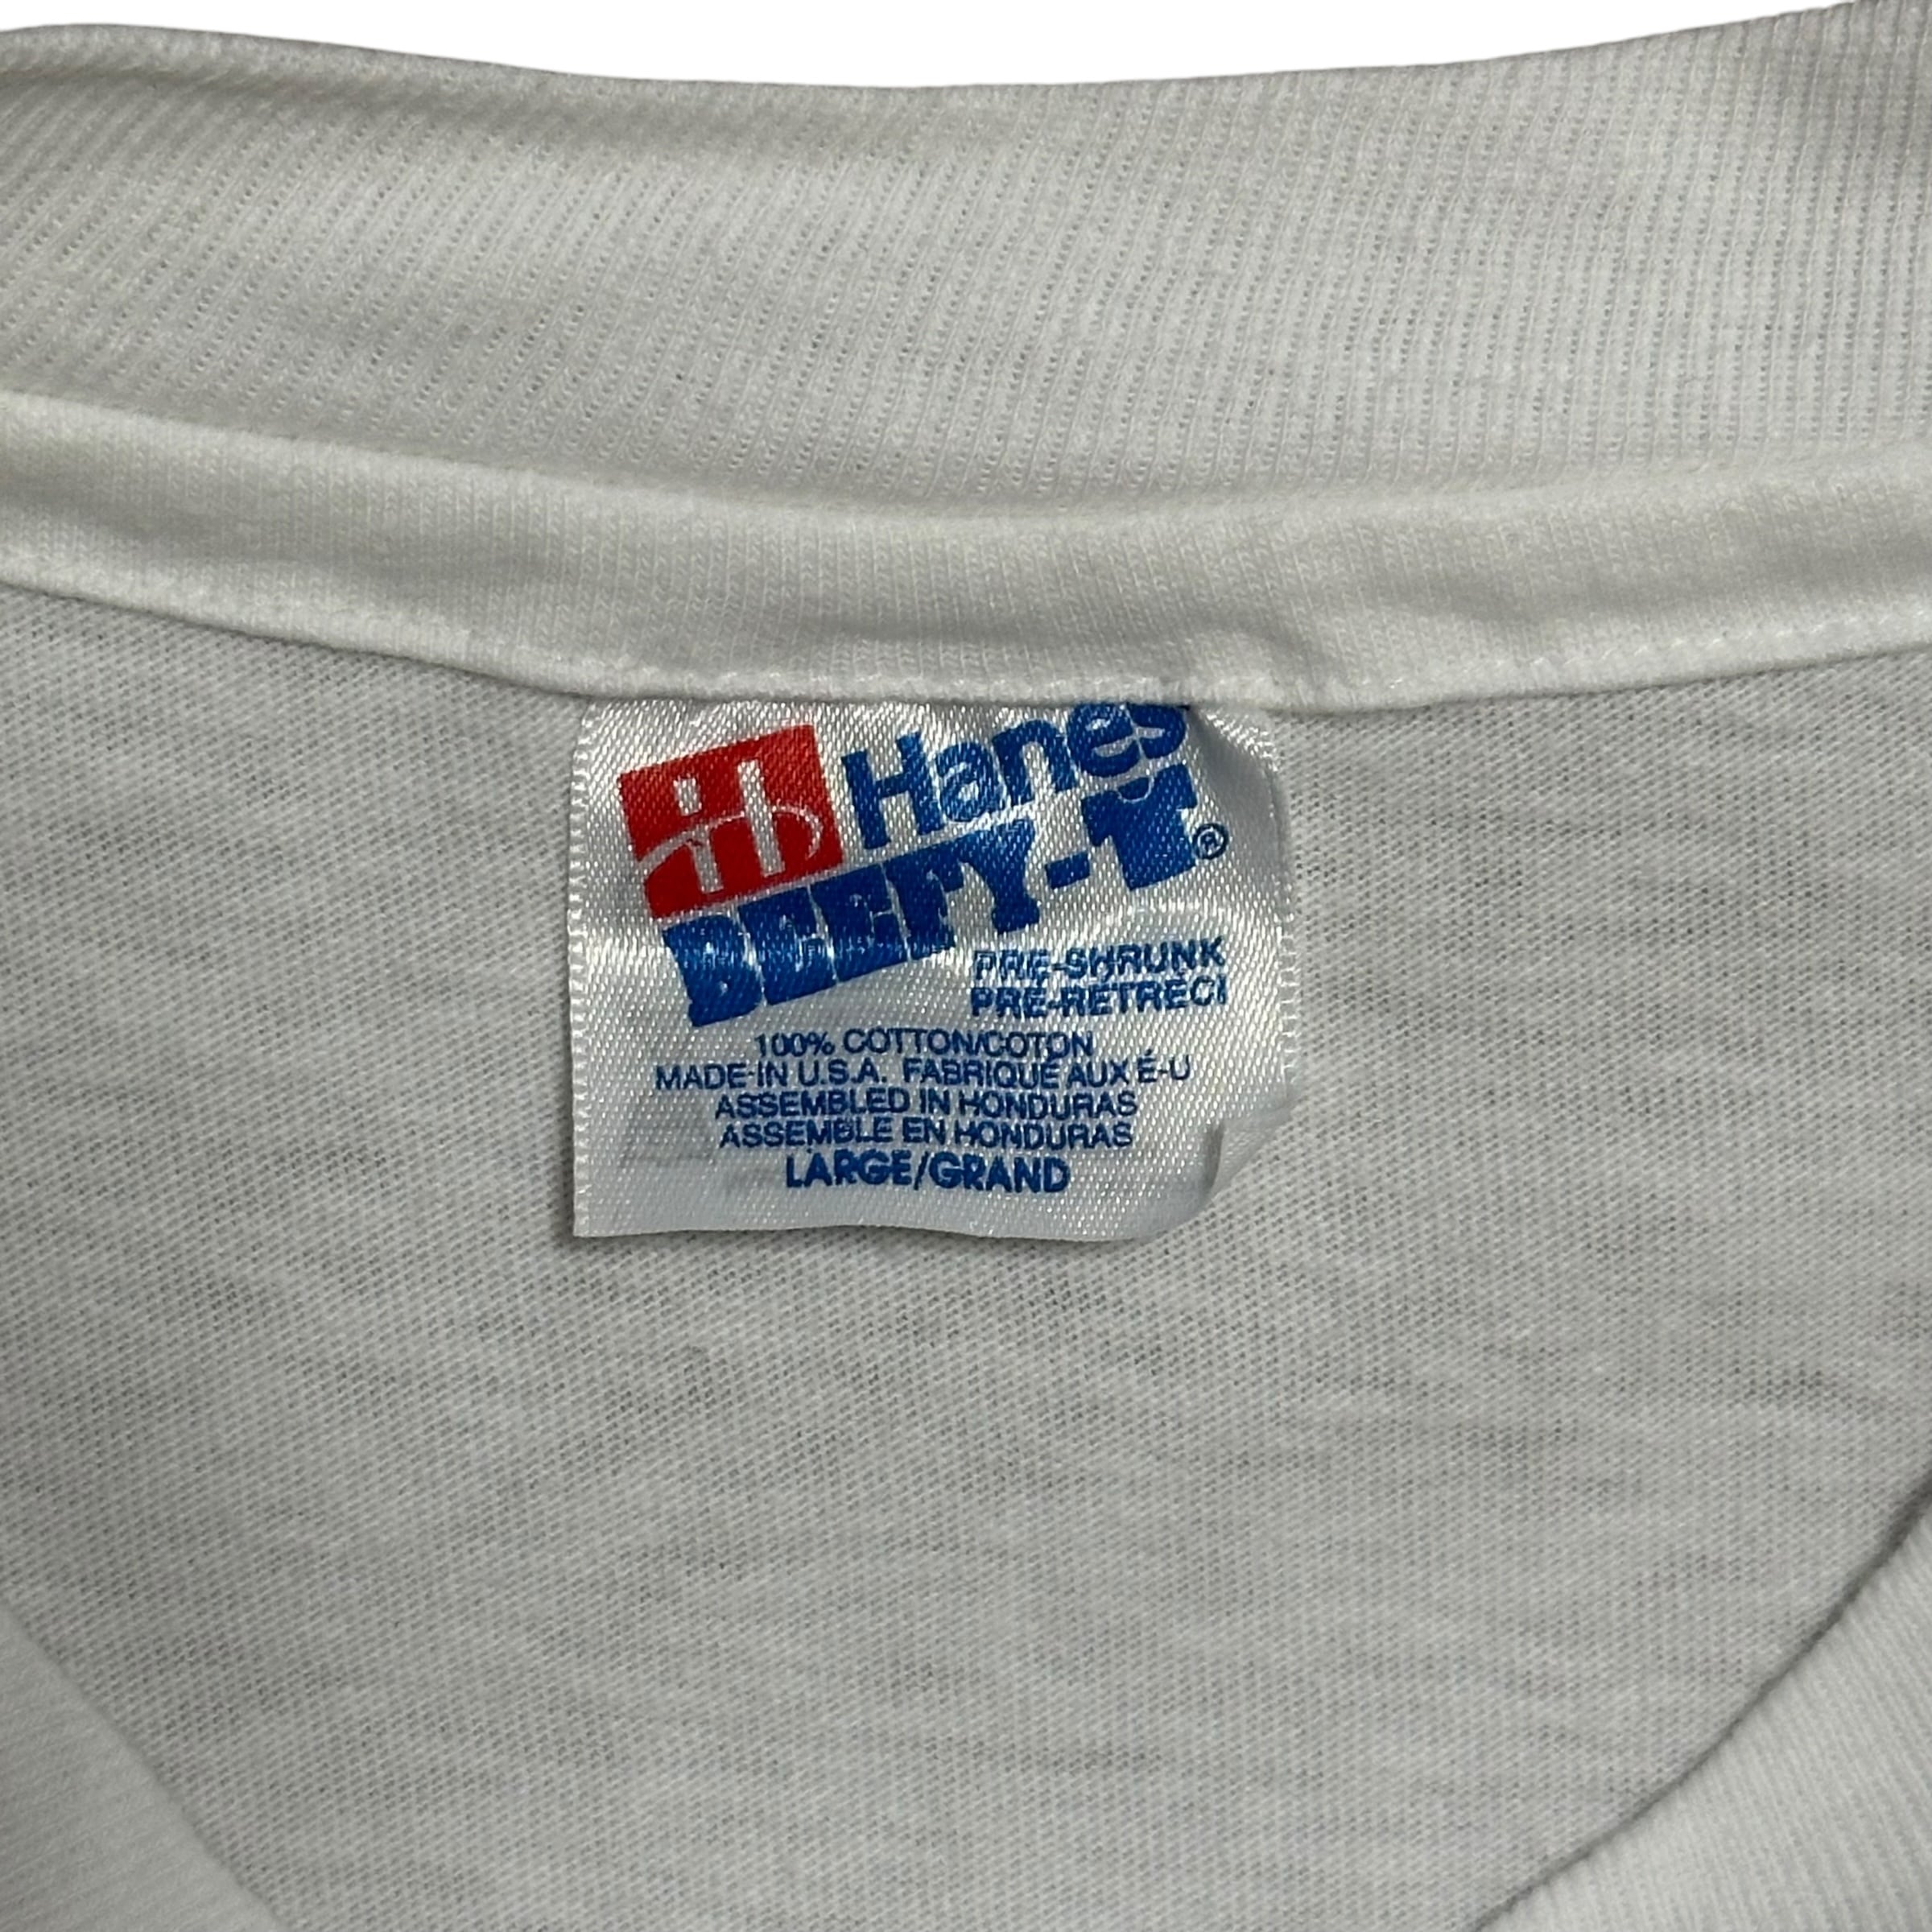 Hanes
BEEFY-T®
PRE-SHRUNK
PRÉ-RÉTRÉCI
100% COTTON/COTON
MADE-IN U.S.A. FABRIQUÉ AUX É-U
ASSEMBLED IN HONDURAS
ASSEMBLE EN HONDURAS
LARGE/GRAND